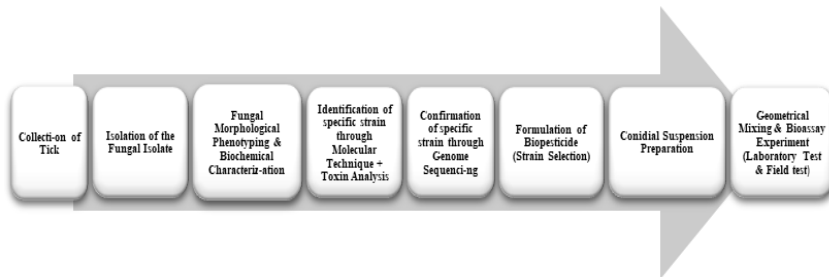 Collecti-on of
Tick
Isolation of the
Fungal Isolate
Fungal
Morphological
Phenotyping &
Biochemical
Characteriz-ation
Identification of
specific strain
through
Molecular
Technique +
Toxin Analysis
Confirmation
of specific
strain through
Genome
Sequenci-ng
Formulation of
Biopesticide
(Strain Selection)
Conidial Suspension
Preparation
Geometrical
Mixing & Bioassay
Experiment
(Laboratory Test
& Field test)